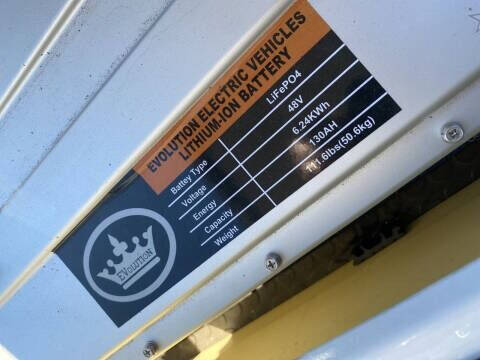 EVOLUTION ELECTRIC VEHICLES
LITHIUM-ION BATTERY
Battey Type LiFePO4
Voltage 48V
Energy 6.24KWh
Capacity 130AH
Weight 111.6lbs(50.6kg)
EVOLUTION